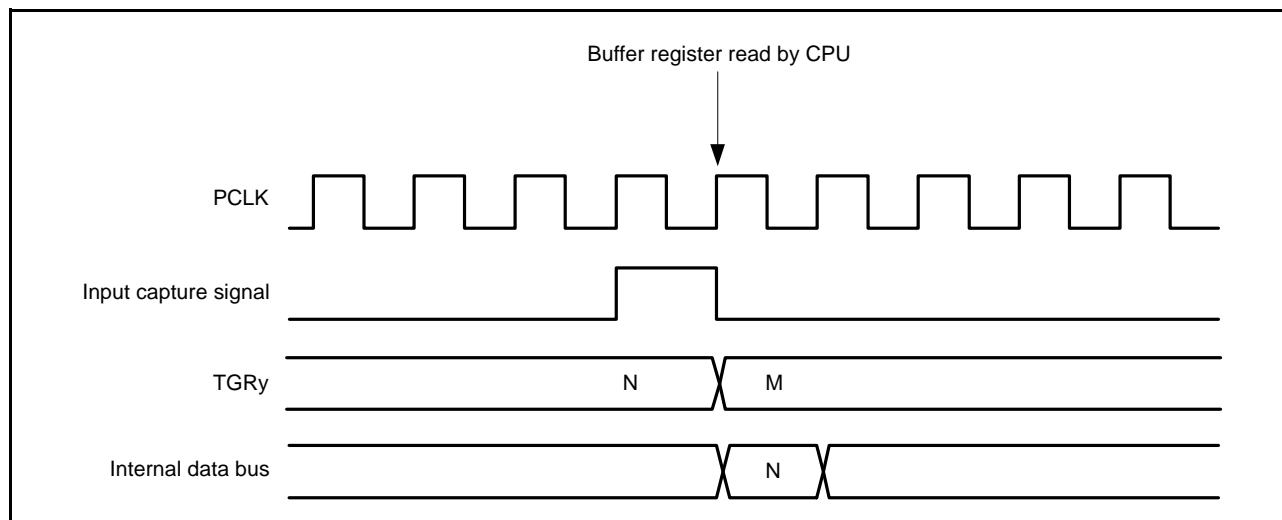 Buffer register read by CPU
PCLK
Input capture signal
TGRy
N
M
Internal data bus
N